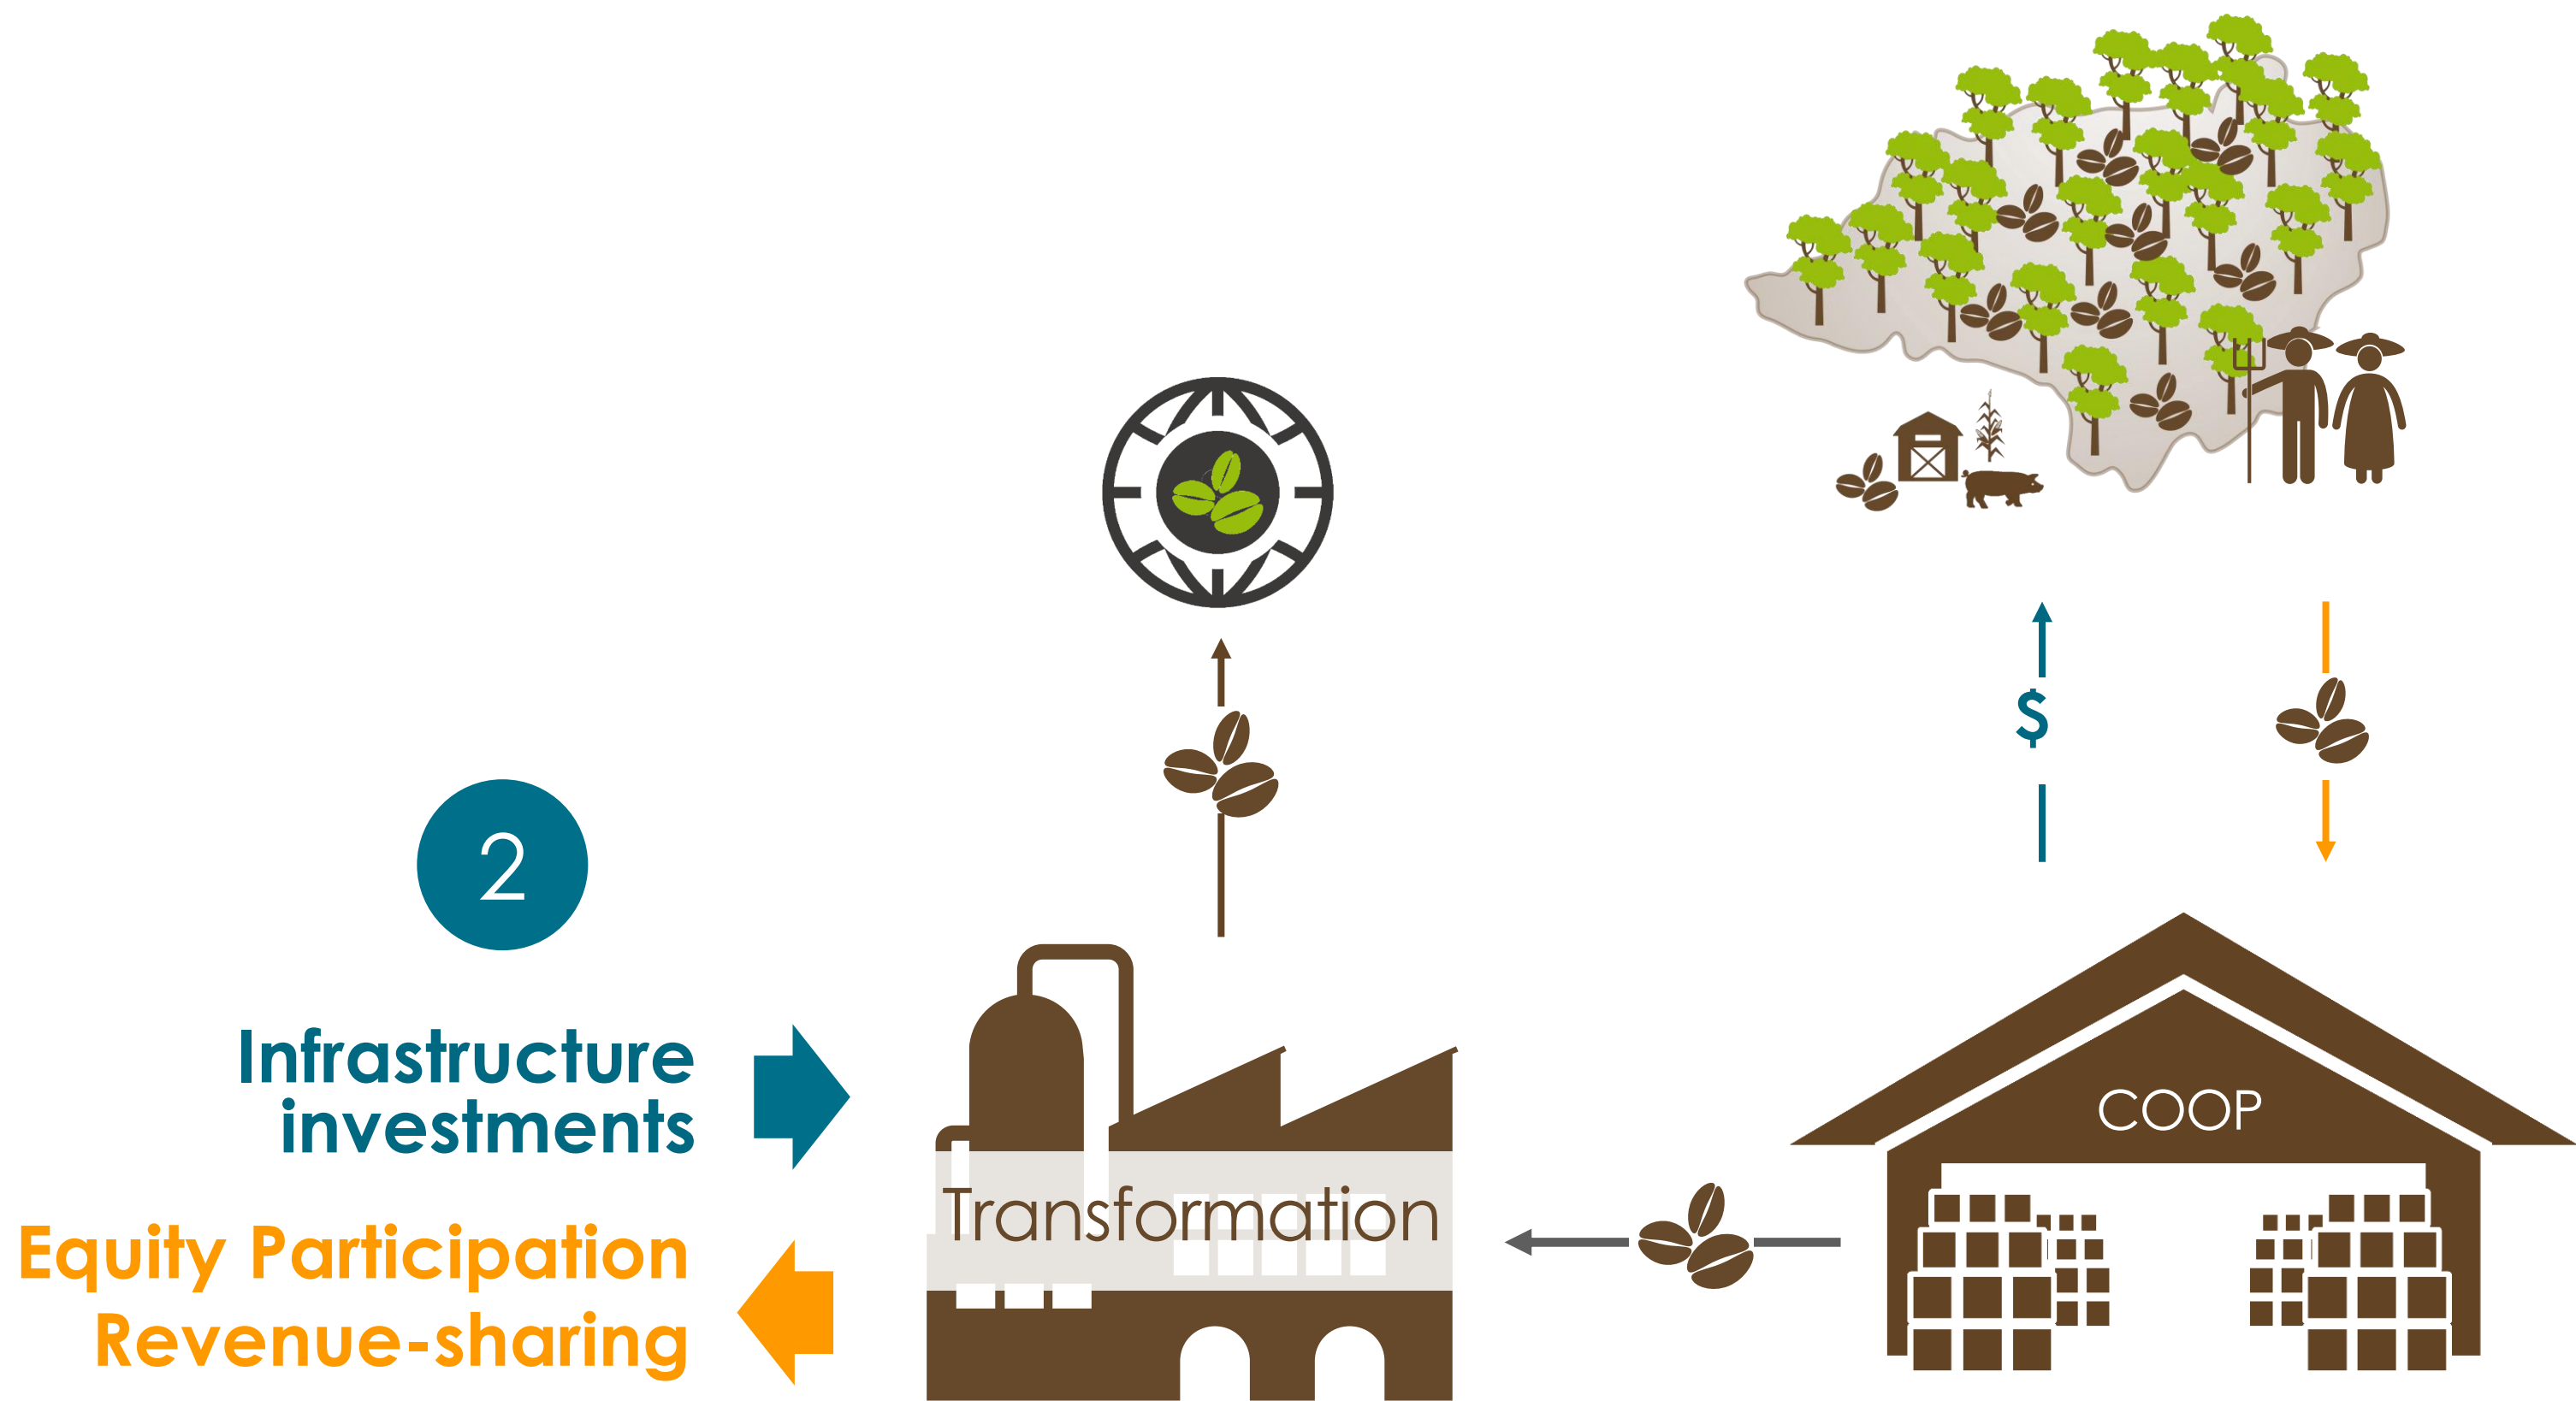 $
2
Infrastructure
investments
COOP
Transformation
Equity Participation
Revenue-sharing